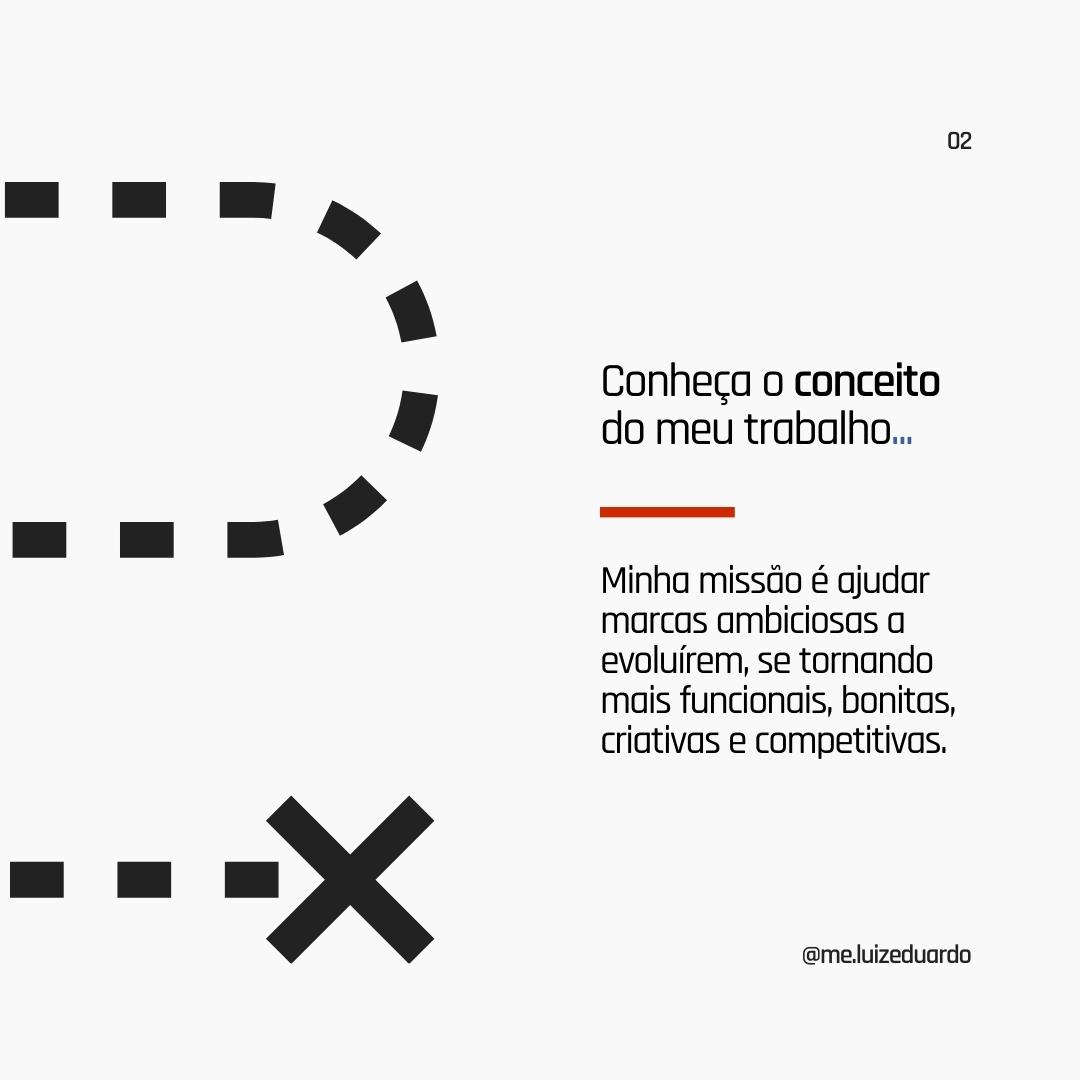 02
Conheça o conceito
do meu trabalho...
Minha missão é ajudar
marcas ambiciosas a
evoluírem, se tornando
mais funcionais, bonitas,
criativas e competitivas.
@me.luizeduardo